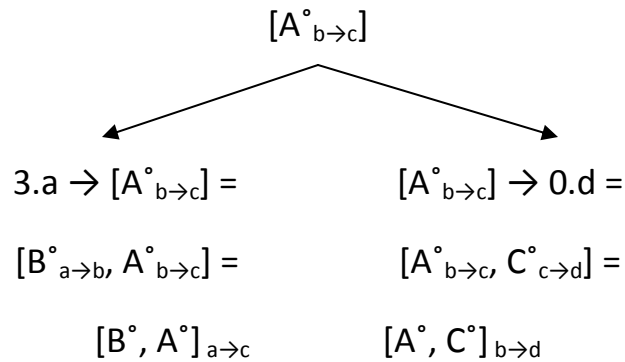 [A°b→c]
3.a → [A°b→c] =
[A°b→c] → 0.d =
[B°a→b, A°b→c] =
[A°b→c, C°c→d] =
[B°, A°] a→c
[A°, C°] b→d